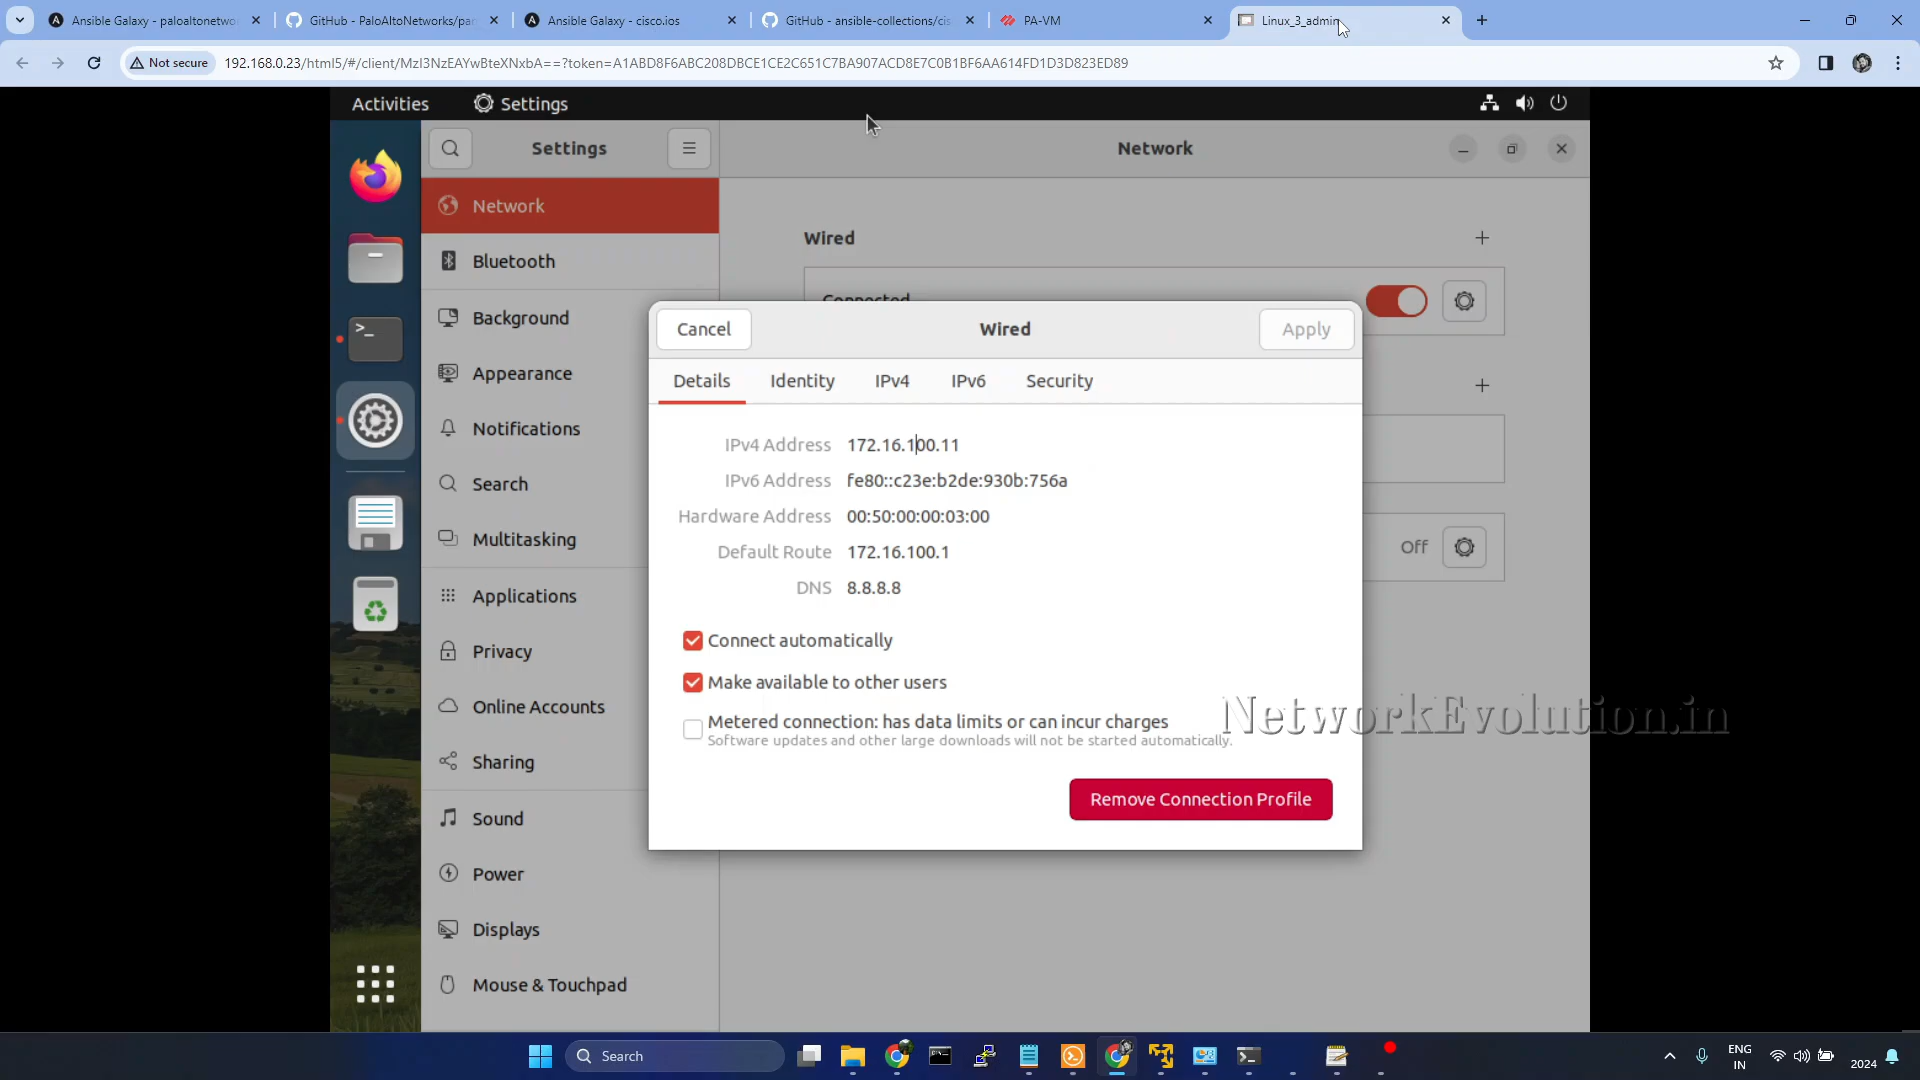 Ansible Galaxy - paloaltonetwo
GitHub - PaloAltoNetworks/pa
Ansible Galaxy - cisco.ios
GitHub - ansible-collections/cis
PA-VM
Linux_3_admin
Not secure
192.168.0.23/html5/#/client/MzI3NzEAYwBteXNxbA==?token=A1ABD8F6ABC208DBCE1CE2C651C7BA907ACD8E7C0B1BF6AA614FD1D3D823ED89
Activities
Settings
Settings
Network
Network
Wired
Bluetooth
Connected
Background
Cancel
Wired
Apply
Appearance
Details
Identity
IPv4
IPv6
Security
Notifications
IPv4 Address 172.16.100.11
Search
IPv6 Address fe80::c23e:b2de:930b:756a
Hardware Address 00:50:00:00:03:00
Multitasking
Default Route 172.16.100.1
Off
DNS 8.8.8.8
Applications
Connect automatically
Privacy
Make available to other users
Online Accounts
Metered connection: has data limits or can incur charges
Software updates and other large downloads will not be started automatically.
NetworkEvolution.in
Sharing
Remove Connection Profile
Sound
Power
Displays
Mouse & Touchpad
Search
ENG
IN
2024